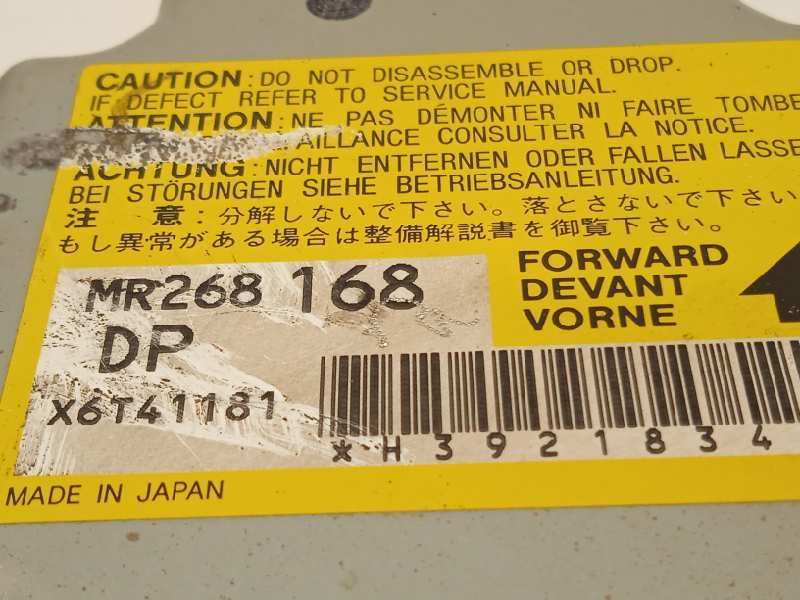 CAUTION: DO NOT DISASSEMBLE OR DROP.
IF DEFECT REFER TO SERVICE MANUAL.
ATTENTION: NE PAS DÉMONTER NI FAIRE TOMBE
AILLANCE CONSULTER LA NOTICE.
ACHTUNG: NICHT ENTFERNEN ODER FALLEN LASSE
BEI STÖRUNGEN SIEHE BETRIEBSANLEITUNG.
注 意: 分解しないで下さい。落とさないで下さい
もし異常がある場合は整備解説書を御覧下さい。
MR268168
DP
X6T41181
FORWARD
DEVANT
VORNE
*H3921834
MADE IN JAPAN